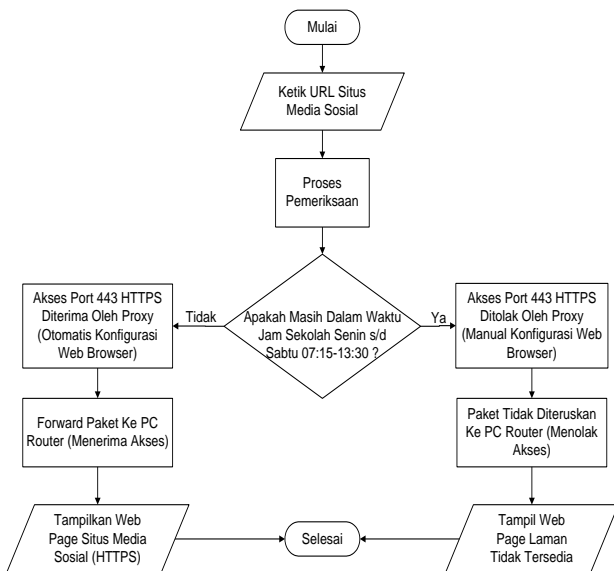 Mulai
Ketik URL Situs
Media Sosial
Proses
Pemeriksaan
Apakah Masih Dalam Waktu
Jam Sekolah Senin s/d
Sabtu 07:15-13:30 ?
Tidak
Ya
Akses Port 443 HTTPS
Diterima Oleh Proxy
(Otomatis Konfigurasi
Web Browser)
Akses Port 443 HTTPS
Ditolak Oleh Proxy
(Manual Konfigurasi Web
Browser)
Forward Paket Ke PC
Router (Menerima Akses)
Paket Tidak Diteruskan
Ke PC Router (Menolak
Akses)
Tampilkan Web
Page Situs Media
Sosial (HTTPS)
Selesai
Tampil Web
Page Laman
Tidak Tersedia